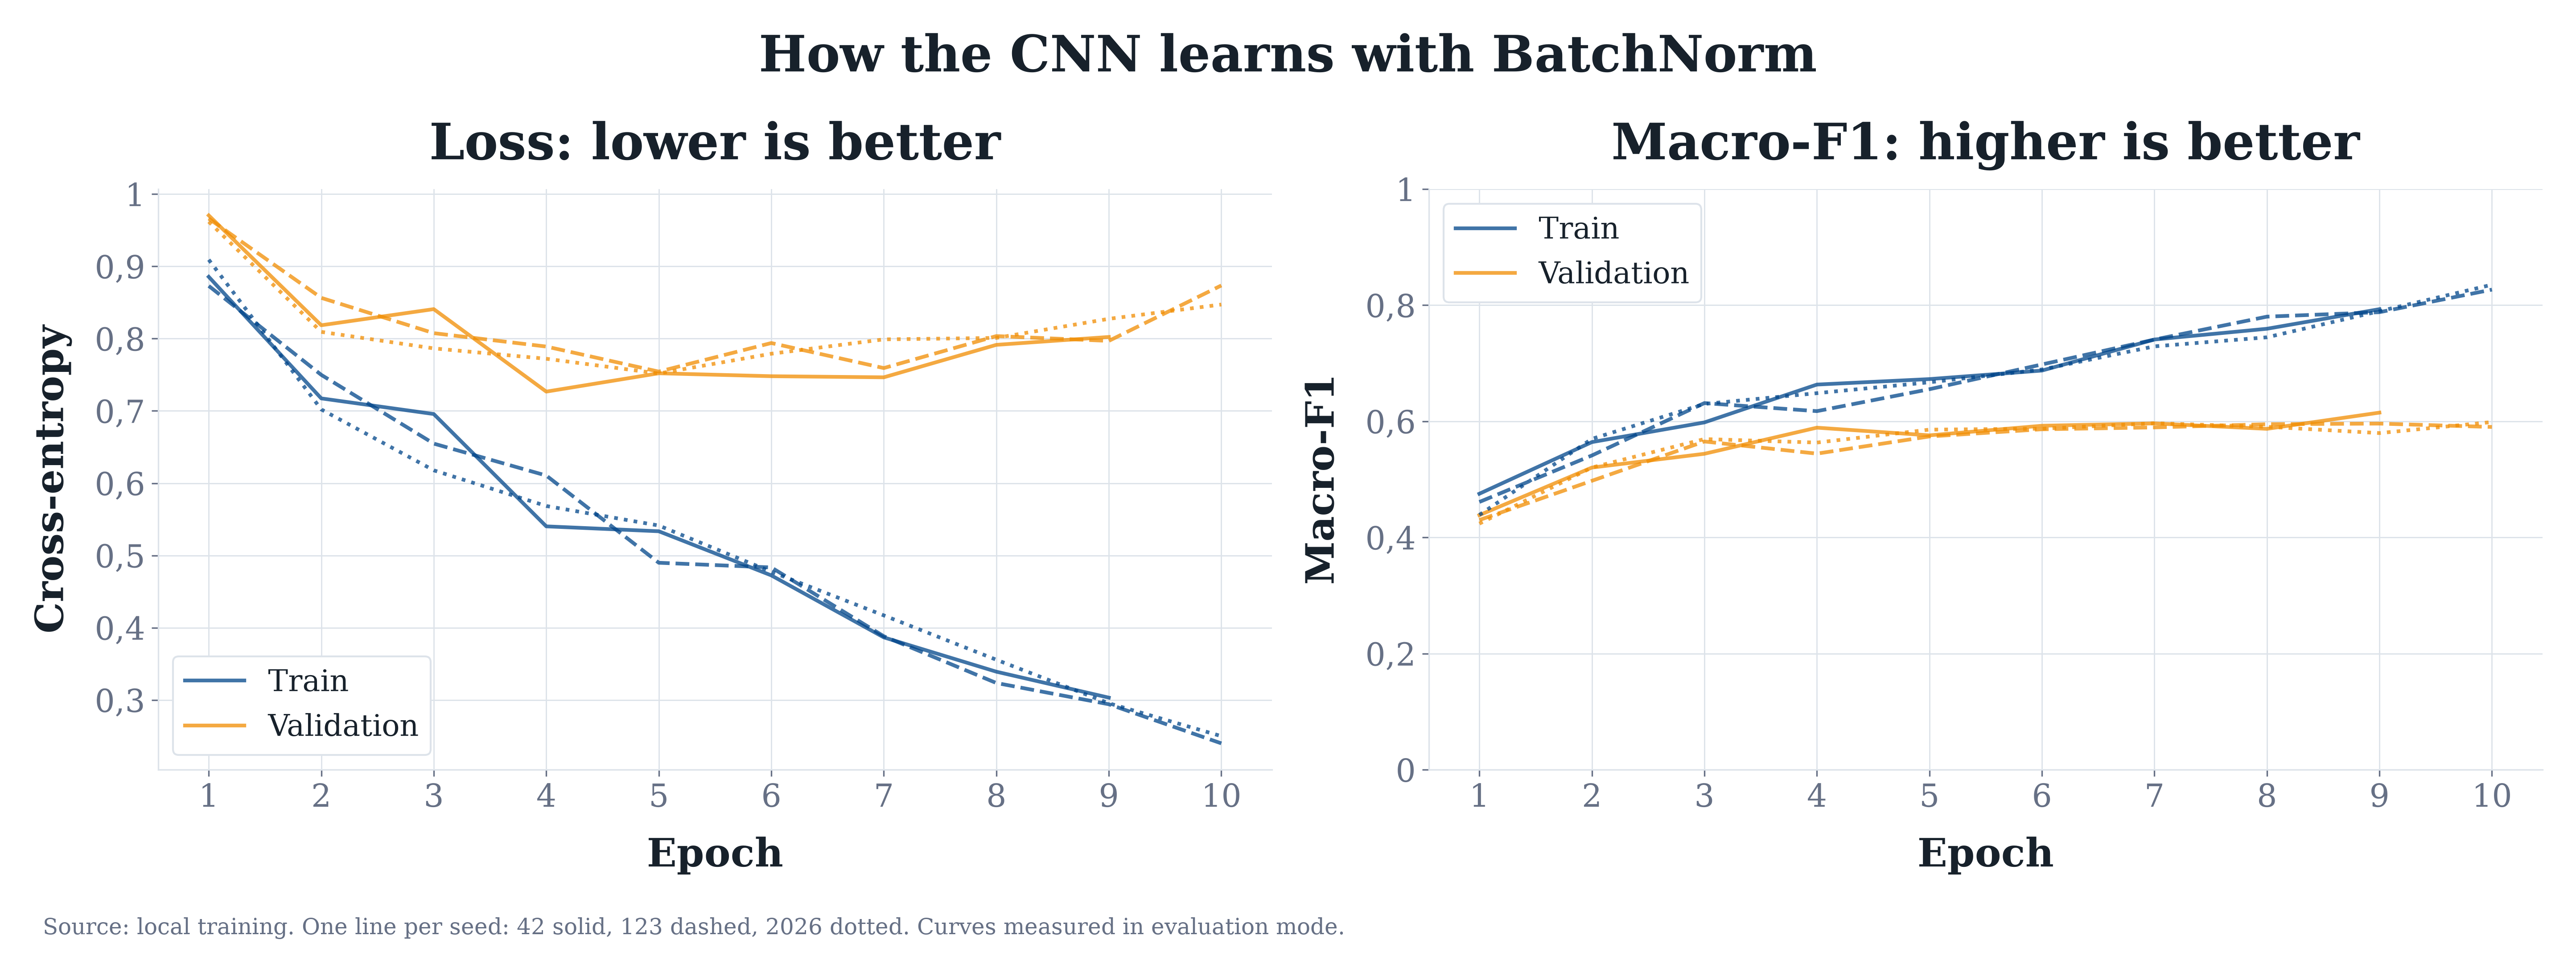 How the CNN learns with BatchNorm
Loss: lower is better
Cross-entropy
1
0,9
0,8
0,7
0,6
0,5
0,4
0,3
Train
Validation
1 2 3 4 5 6 7 8 9 10
Epoch
Macro-F1: higher is better
Macro-F1
1
0,8
0,6
0,4
0,2
0
Train
Validation
1 2 3 4 5 6 7 8 9 10
Epoch
Source: local training. One line per seed: 42 solid, 123 dashed, 2026 dotted. Curves measured in evaluation mode.